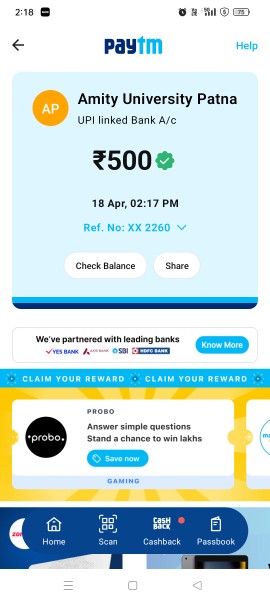 2:18
75
paytm
Help
AP
Amity University Patna
UPI linked Bank A/c
₹500
18 Apr, 02:17 PM
Ref. No: XX 2260
Check Balance
Share
We've partnered with leading banks
YES BANK AXIS BANK SBI HDFC BANK
Know More
CLAIM YOUR REWARD CLAIM YOUR REWARD
PROBO
•probo.
Answer simple questions
Stand a chance to win lakhs
Save now
GAMING
CASH
BACK
Home
Scan
Cashback
Passbook